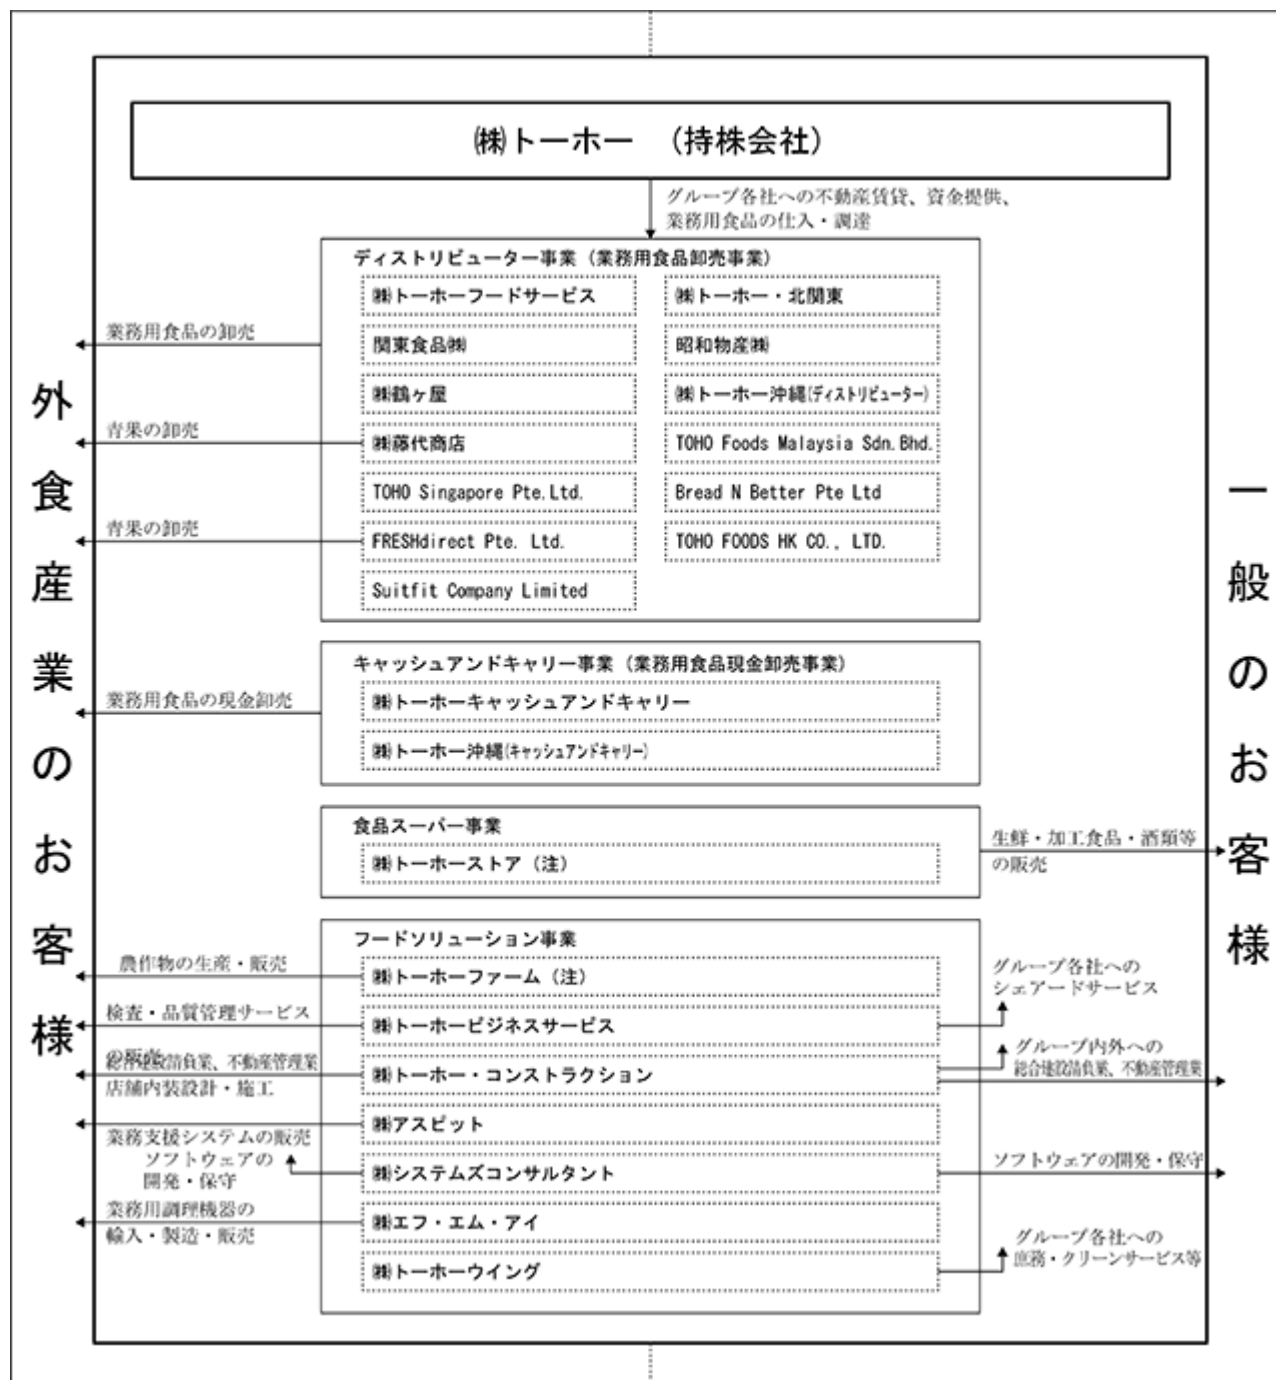 ㈱トーホー　（持株会社）
グループ各社への不動産賃貸、資金提供、
業務用食品の仕入・調達
ディストリビューター事業（業務用食品卸売事業）
㈱トーホーフードサービス
㈱トーホー・北関東
関東食品㈱
昭和物産㈱
㈱鶴ヶ屋
㈱トーホー沖縄(ディストリビューター)
㈱藤代商店
TOHO Foods Malaysia Sdn.Bhd.
TOHO Singapore Pte.Ltd.
Bread N Better Pte Ltd
FRESHdirect Pte. Ltd.
TOHO FOODS HK CO., LTD.
Suitfit Company Limited
業務用食品の卸売
青果の卸売
青果の卸売
キャッシュアンドキャリー事業（業務用食品現金卸売事業）
㈱トーホーキャッシュアンドキャリー
㈱トーホー沖縄(キャッシュアンドキャリー)
業務用食品の現金卸売
食品スーパー事業
㈱トーホーストア（注）
生鮮・加工食品・酒類等
の販売
フードソリューション事業
㈱トーホーファーム（注）
㈱トーホービジネスサービス
㈱トーホー・コンストラクション
㈱アスピット
㈱システムズコンサルタント
㈱エフ・エム・アイ
㈱トーホーウイング
農作物の生産・販売
検査・品質管理サービス
の販売
総合建設請負業、不動産管理業
店舗内装設計・施工
業務支援システムの販売
ソフトウェアの
開発・保守
業務用調理機器の
輸入・製造・販売
グループ各社への
シェアードサービス
グループ内外への
総合建設請負業、不動産管理業
ソフトウェアの開発・保守
グループ各社への
庶務・クリーンサービス等
外食産業のお客様
一般のお客様